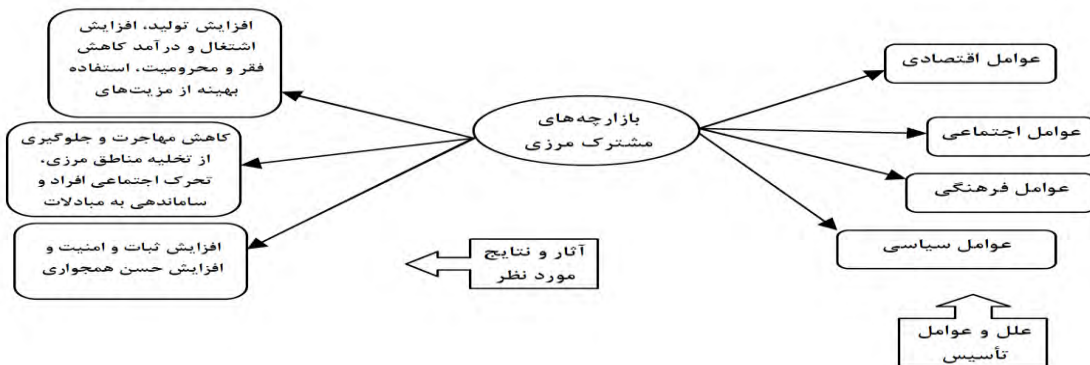 عوامل اقتصادی
عوامل اجتماعی
عوامل فرهنگی
عوامل سیاسی
علل و عوامل
تأسیس
بازارچه‌های
مشترک مرزی
افزایش تولید، افزایش
اشتغال و درآمد کاهش
فقر و محرومیت، استفاده
بهینه از مزیت‌های
کاهش مهاجرت و جلوگیری
از تخلیه مناطق مرزی،
تحرک اجتماعی افراد و
ساماندهی به مبادلات
افزایش ثبات و امنیت و
افزایش حسن همجواری
آثار و نتایج
مورد نظر